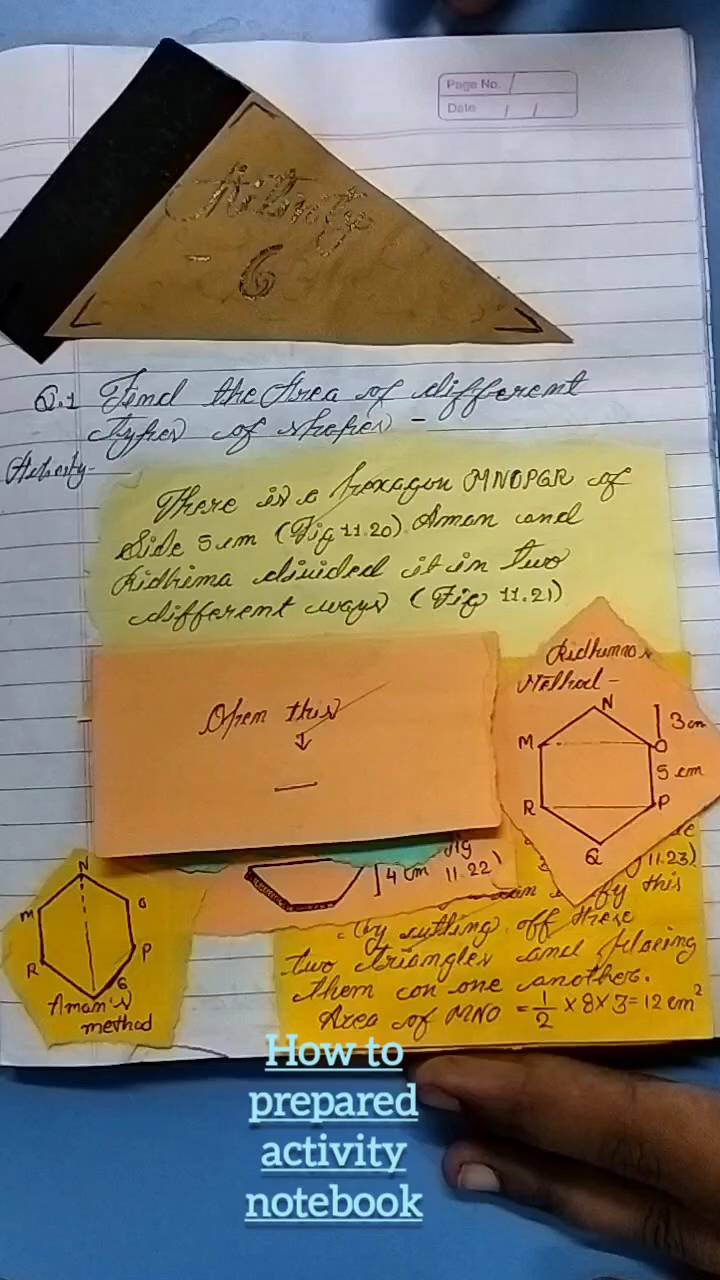 Page No.
Date
Activity
- 6
Q.1 Find the Area of different
types of shapes -
Activity-
There is a hexagon MNOPQR of
Side 5 cm (Fig 11.20) Aman and
Ridhima divided it in two
different ways (Fig 11.21)
Open this
Ridhima's
Method -
N
M
O
3 cm
5 cm
R
P
Q
Fig
4 cm 11.22)
11.23)
this
by cutting off these
two triangles and placing
them con one another.
Area of MNO = 1/2 x 8 x 3 = 12 cm²
N
M
O
R
P
Q
Aman's
method
How to
prepared
activity
notebook